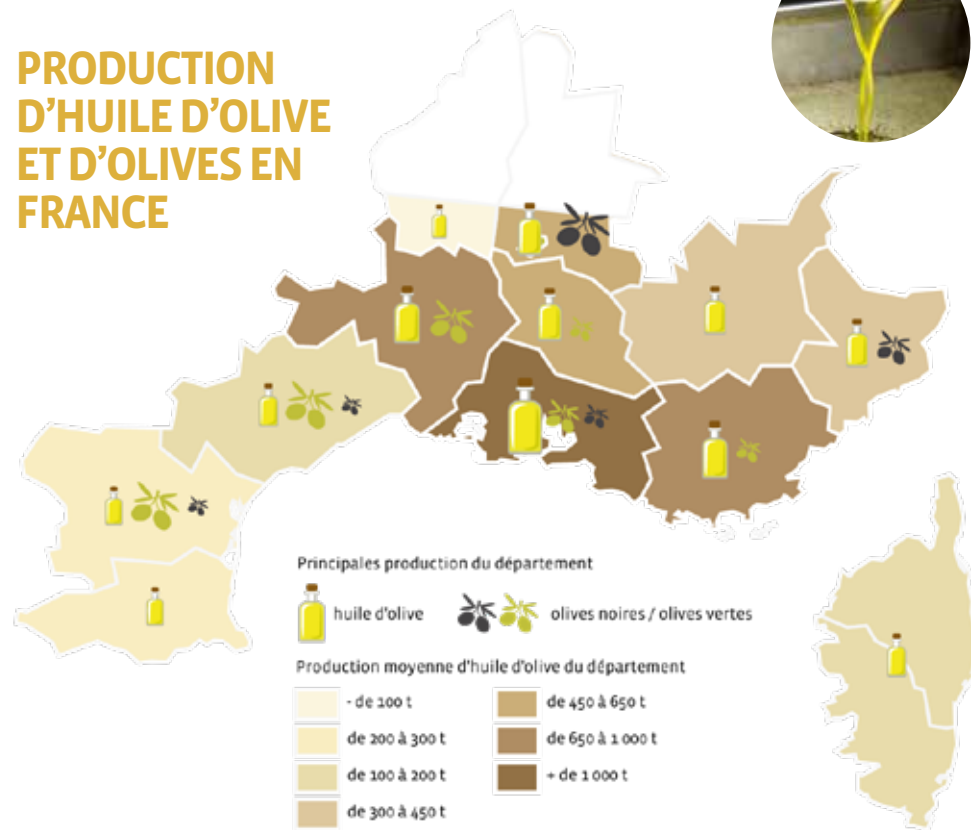 PRODUCTION
D'HUILE D'OLIVE
ET D'OLIVES EN
FRANCE
Principales production du département
huile d'olive
olives noires / olives vertes
Production moyenne d'huile d'olive du département
- de 100 t
de 200 à 300 t
de 100 à 200 t
de 300 à 450 t
de 450 à 650 t
de 650 à 1 000 t
+ de 1 000 t